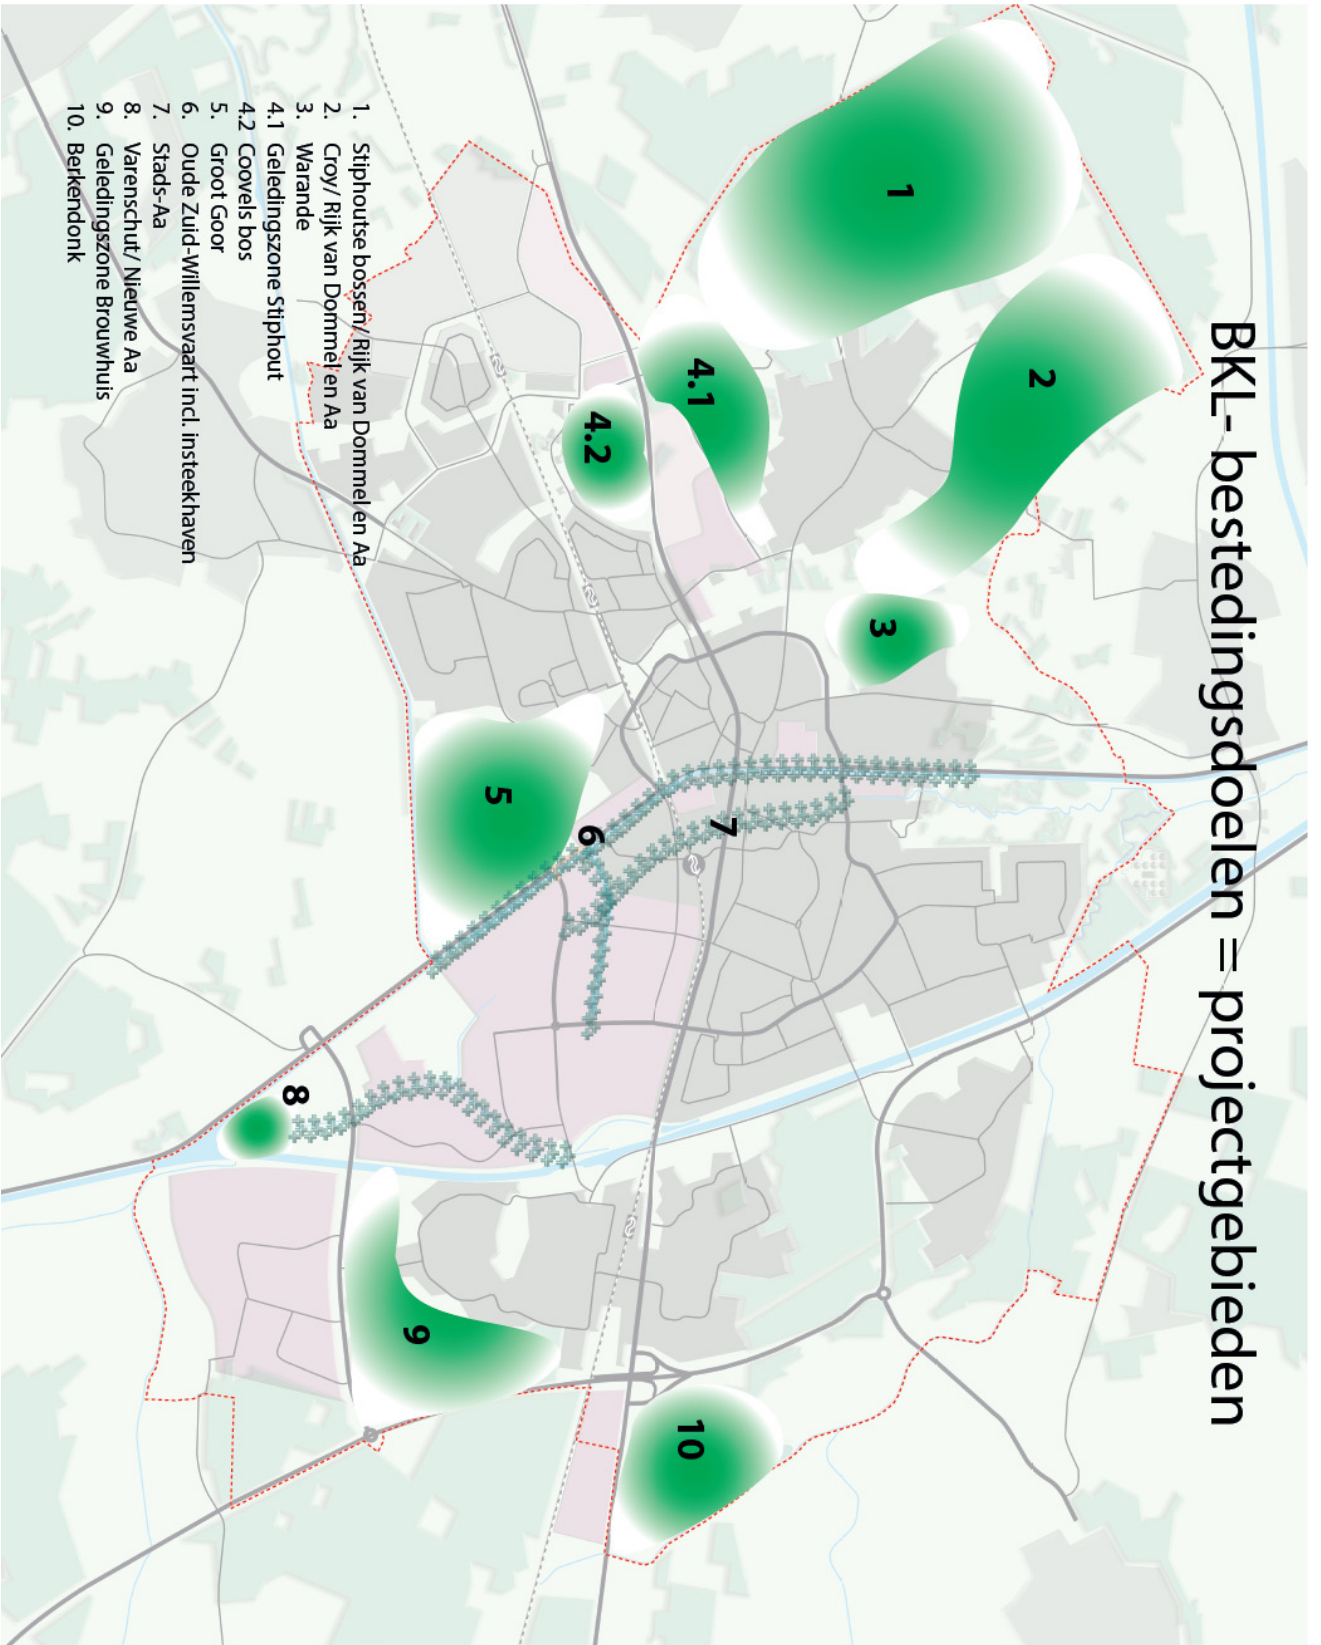 BKL- bestedingsdoelen = projectgebieden
1
2
3
4.1
4.2
5
6
7
8
9
10
1. Stiphoutse bossen/ Rijk van Dommel en Aa
2. Croy/ Rijk van Dommel en Aa
3. Warande
4.1 Geledingszone Stiphout
4.2 Coovels bos
5. Groot Goor
6. Oude Zuid-Willemsvaart incl. insteekhaven
7. Stads-Aa
8. Varenschut/ Nieuwe Aa
9. Geledingszone Brouwhuis
10. Berkendonk